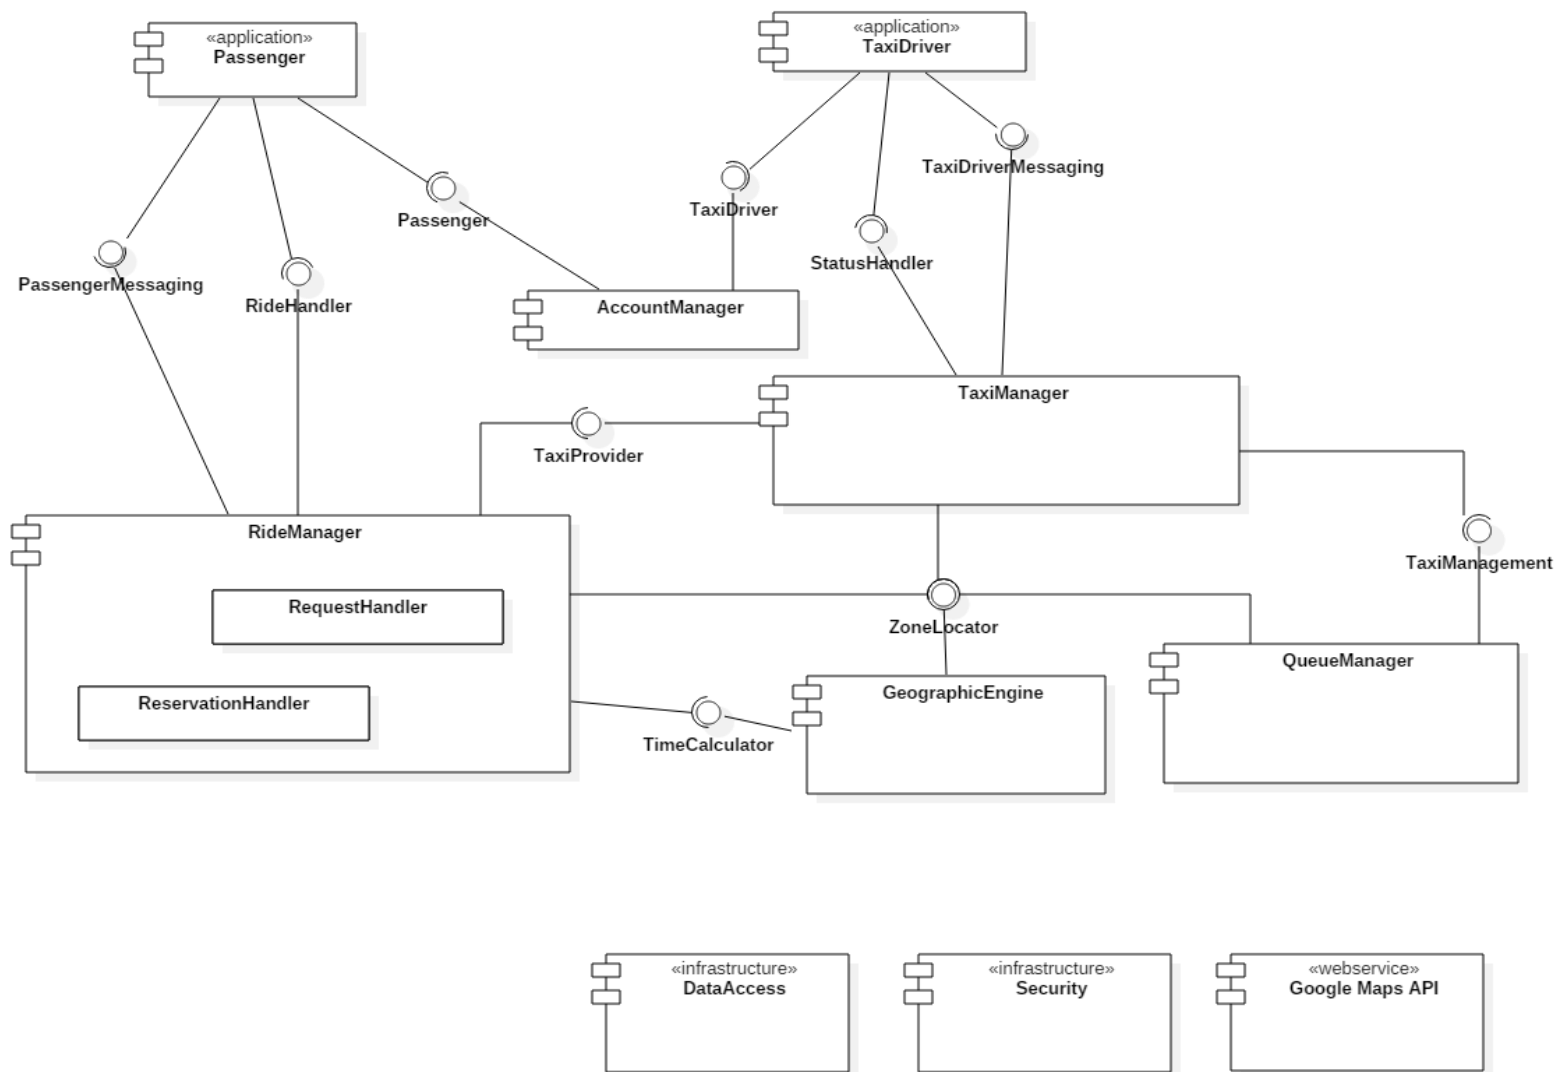 «application»
Passenger
«application»
TaxiDriver
TaxiDriverMessaging
TaxiDriver
Passenger
StatusHandler
PassengerMessaging
RideHandler
AccountManager
TaxiManager
TaxiProvider
RideManager
TaxiManagement
RequestHandler
ZoneLocator
QueueManager
GeographicEngine
ReservationHandler
TimeCalculator
«infrastructure»
DataAccess
«infrastructure»
Security
«webservice»
Google Maps API